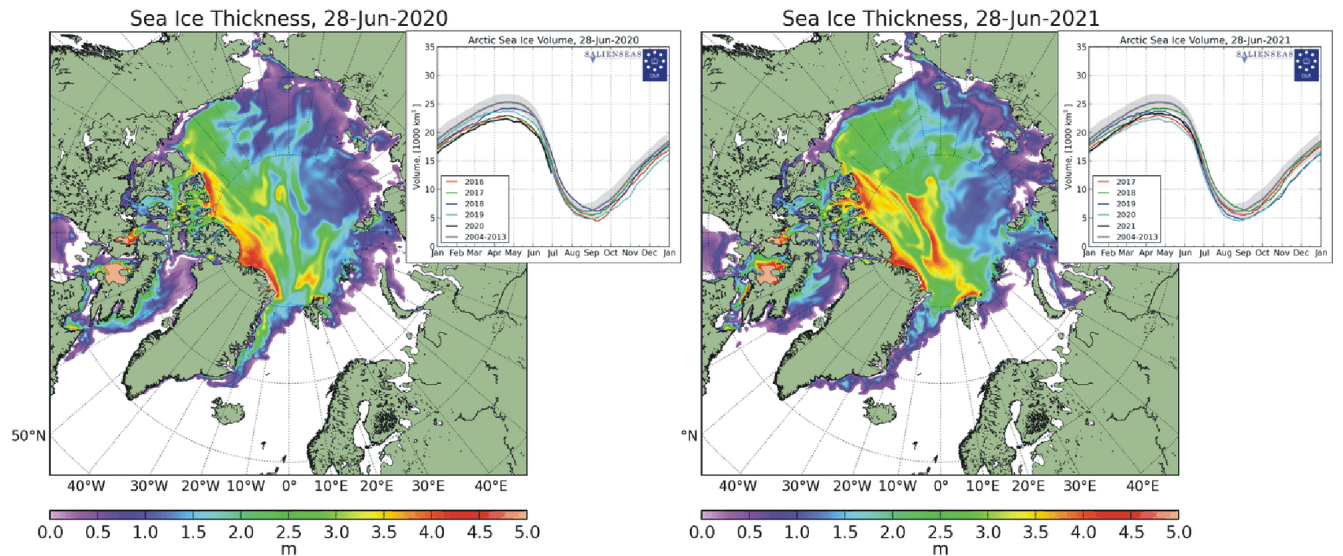 Sea Ice Thickness, 28-Jun-2020
Arctic Sea Ice Volume, 28-Jun-2020
SALIENSEAS
DMI
Volume, [1000 km³ ]
35
30
25
20
15
10
5
0
2016
2017
2018
2019
2020
2004-2013
Jan Feb Mar Apr May Jun Jul Aug Sep Oct Nov Dec Jan
50°N
40°W 30°W 20°W 10°W 0° 10°E 20°E 30°E 40°E
0.0 0.5 1.0 1.5 2.0 2.5 3.0 3.5 4.0 4.5 5.0
m
Sea Ice Thickness, 28-Jun-2021
Arctic Sea Ice Volume, 28-Jun-2021
SALIENSEAS
DMI
Volume, [1000 km³ ]
35
30
25
20
15
10
5
0
2017
2018
2019
2020
2021
2004-2013
Jan Feb Mar Apr May Jun Jul Aug Sep Oct Nov Dec Jan
°N
40°W 30°W 20°W 10°W 0° 10°E 20°E 30°E 40°E
0.0 0.5 1.0 1.5 2.0 2.5 3.0 3.5 4.0 4.5 5.0
m